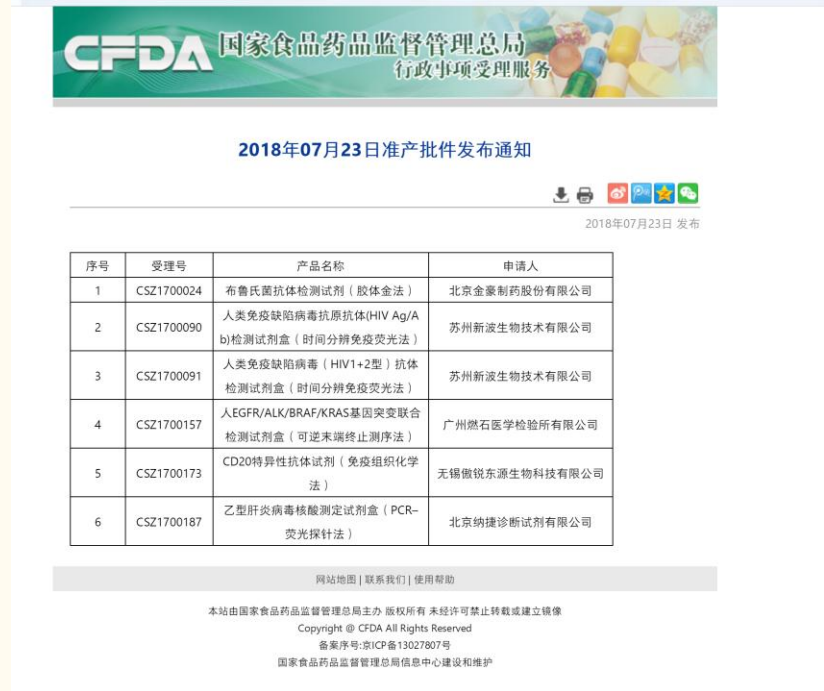 CFDA 国家食品药品监督管理总局
行政事项受理服务
2018年07月23日准产批件发布通知
2018年07月23日 发布
序号 受理号 产品名称 申请人
1 CSZ1700024 布鲁氏菌抗体检测试剂（胶体金法） 北京金豪制药股份有限公司
2 CSZ1700090 人类免疫缺陷病毒抗原抗体(HIV Ag/A
b)检测试剂盒（时间分辨免疫荧光法） 苏州新波生物技术有限公司
3 CSZ1700091 人类免疫缺陷病毒（HIV1+2型）抗体
检测试剂盒（时间分辨免疫荧光法） 苏州新波生物技术有限公司
4 CSZ1700157 人EGFR/ALK/BRAF/KRAS基因突变联合
检测试剂盒（可逆末端终止测序法） 广州燃石医学检验所有限公司
5 CSZ1700173 CD20特异性抗体试剂（免疫组织化学
法） 无锡傲锐东源生物科技有限公司
6 CSZ1700187 乙型肝炎病毒核酸测定试剂盒（PCR–
荧光探针法） 北京纳捷诊断试剂有限公司
网站地图 | 联系我们 | 使用帮助
本站由国家食品药品监督管理总局主办 版权所有 未经许可禁止转载或建立镜像
Copyright @ CFDA All Rights Reserved
备案序号:京ICP备13027807号
国家食品药品监督管理总局信息中心建设和维护